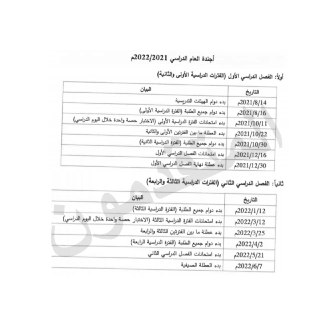 أجندة العام الدراسي 2022/2021م
أولاً: الفصل الدراسي الأول (الفترات الدراسية الأولى والثانية)
التاريخ البيان
2021/8/14م بدء دوام الهيئات التدريسية
2021/8/16م بدء دوام جميع الطلبة (الفترة الدراسية الأولى)
2021/10/11م بدء امتحانات الفترة الدراسية الأولى (الاختبار حصة واحدة خلال اليوم الدراسي)
2021/10/22م بدء العطلة ما بين الفترتين الأولى والثانية
2021/10/30م بدء دوام جميع الطلبة (الفترة الدراسية الثانية)
2021/12/16م بدء امتحانات الفصل الدراسي الأول
2021/12/30م بدء عطلة نهاية الفصل الدراسي الأول
ثانياً: الفصل الدراسي الثاني (الفترات الدراسية الثالثة والرابعة)
التاريخ البيان
2022/1/12م بدء دوام جميع الطلبة (الفترة الدراسية الثالثة)
2022/3/12م بدء امتحانات الفترة الدراسية الثالثة (الاختبار حصة واحدة خلال اليوم الدراسي)
2022/3/25م بدء عطلة ما بين الفترتين الثالثة والرابعة
2022/4/2م بدء دوام جميع الطلبة (الفترة الدراسية الرابعة)
2022/5/21م بدء امتحانات الفصل الدراسي الثاني
2022/6/7م بدء العطلة الصيفية